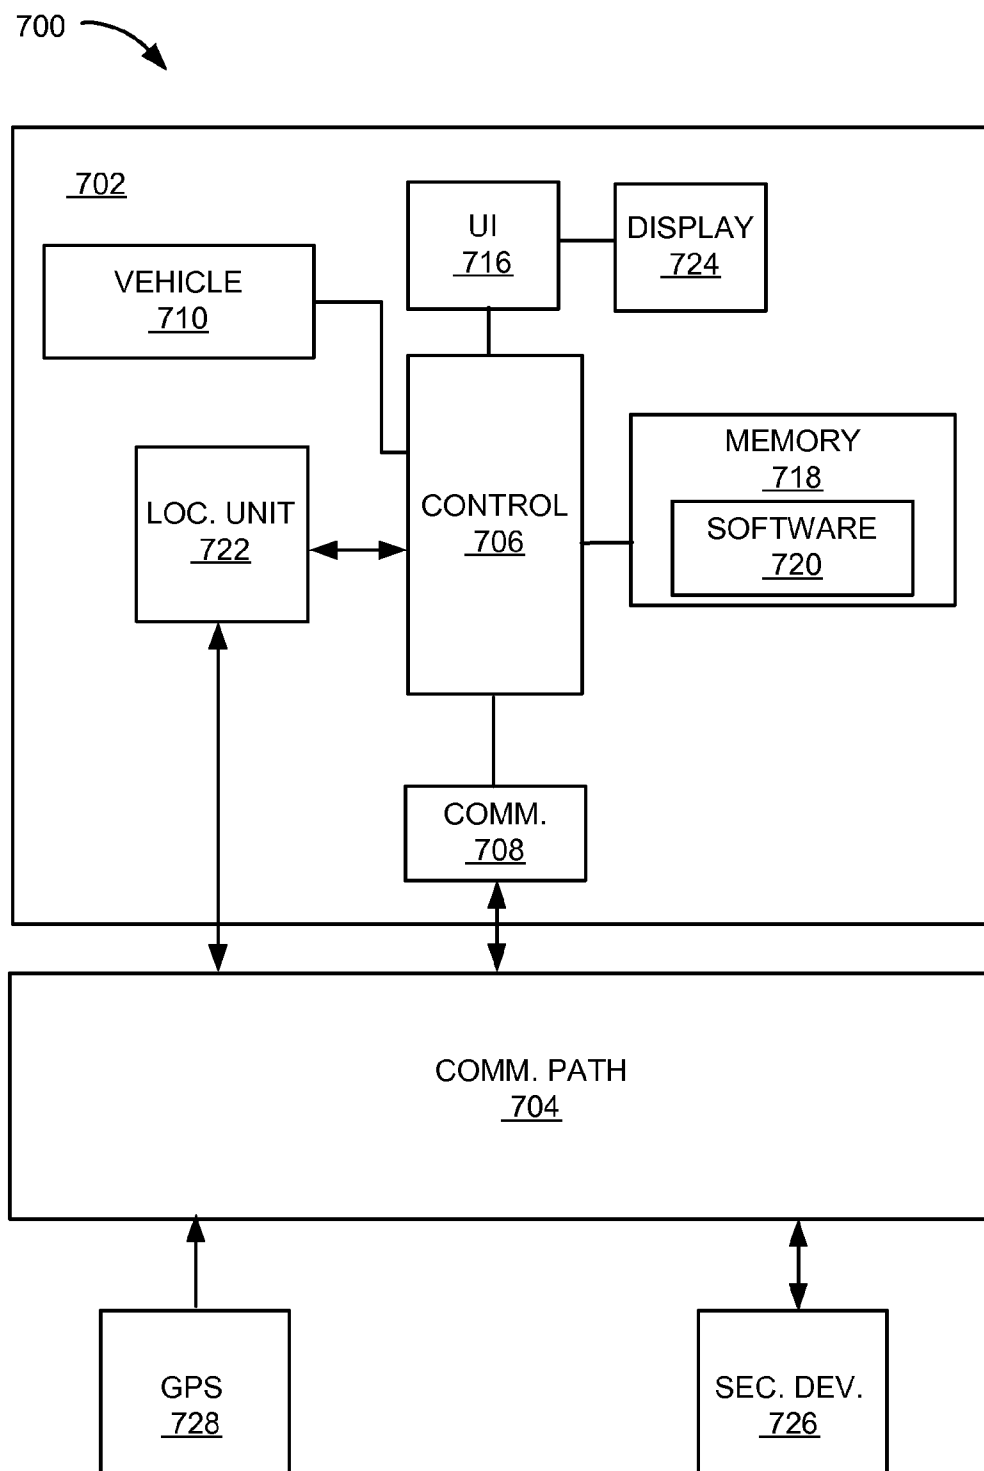 700
702
UI
716
DISPLAY
724
VEHICLE
710
MEMORY
718
SOFTWARE
720
LOC. UNIT
722
CONTROL
706
COMM.
708
COMM. PATH
704
GPS
728
SEC. DEV.
726